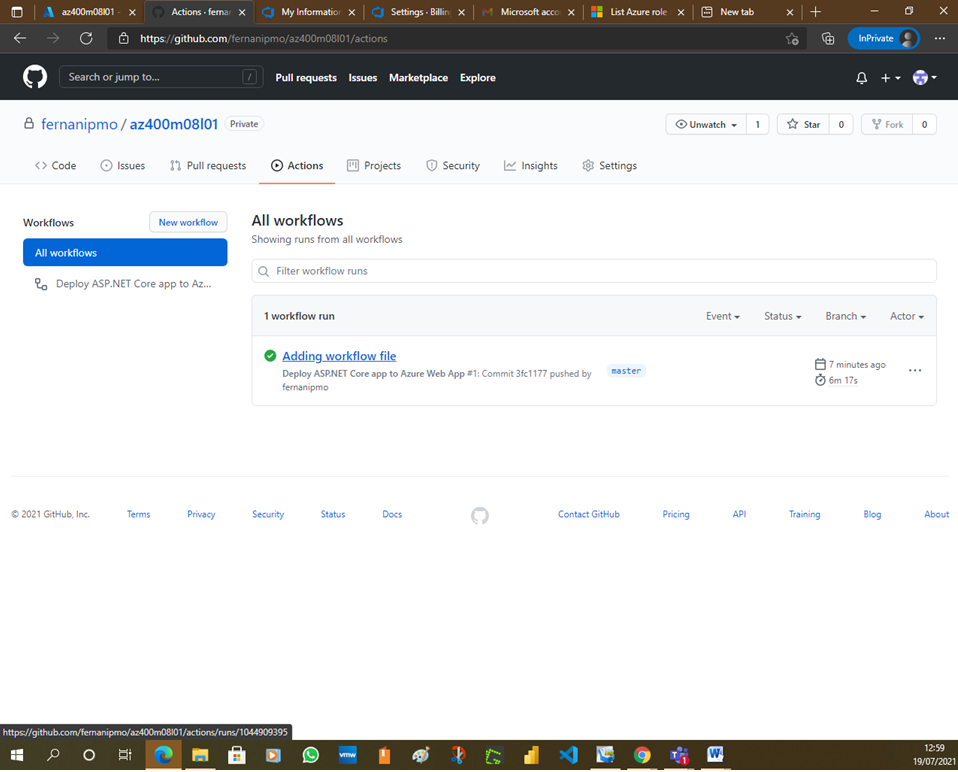 az400m08l01 -
Actions · fernan
My Information
Settings · Billin
Microsoft acco
List Azure role
New tab
https://github.com/fernanipmo/az400m08l01/actions
InPrivate
Search or jump to...
/
Pull requests
Issues
Marketplace
Explore
fernanipmo / az400m08l01
Private
Unwatch
1
Star
0
Fork
0
Code
Issues
Pull requests
Actions
Projects
Security
Insights
Settings
Workflows
New workflow
All workflows
Deploy ASP.NET Core app to Az...
All workflows
Showing runs from all workflows
Filter workflow runs
1 workflow run
Event
Status
Branch
Actor
Adding workflow file
Deploy ASP.NET Core app to Azure Web App #1: Commit 3fc1177 pushed by
fernanipmo
master
7 minutes ago
6m 17s
© 2021 GitHub, Inc.
Terms
Privacy
Security
Status
Docs
Contact GitHub
Pricing
API
Training
Blog
About
https://github.com/fernanipmo/az400m08l01/actions/runs/1044909395
vmw
1
12:59
19/07/2021